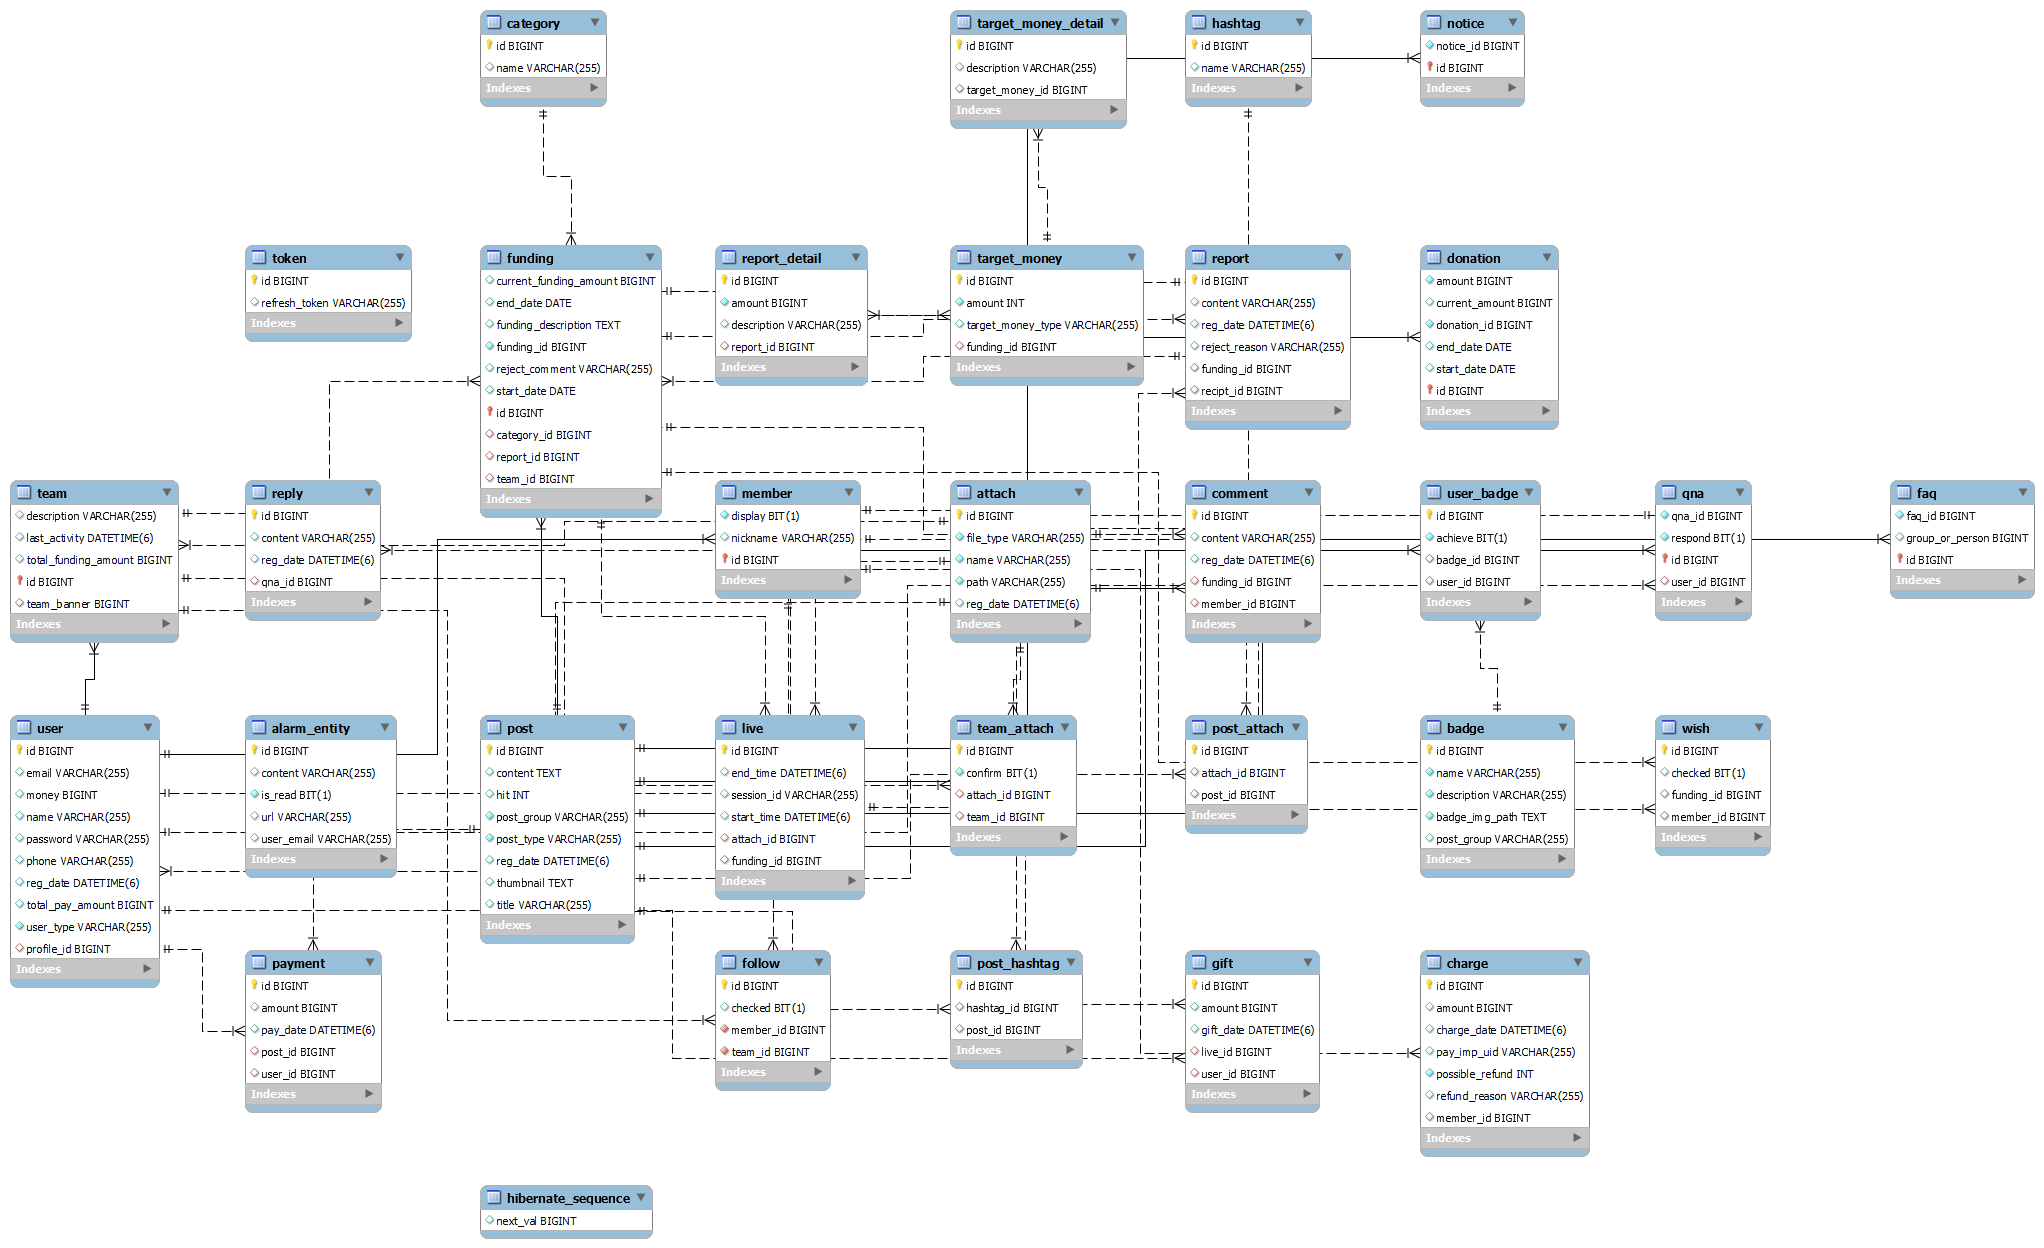 category
id BIGINT
name VARCHAR(255)
Indexes
target_money_detail
id BIGINT
description VARCHAR(255)
target_money_id BIGINT
Indexes
hashtag
id BIGINT
name VARCHAR(255)
Indexes
notice
notice_id BIGINT
id BIGINT
Indexes
token
id BIGINT
refresh_token VARCHAR(255)
Indexes
funding
current_funding_amount BIGINT
end_date DATE
funding_description TEXT
funding_id BIGINT
reject_comment VARCHAR(255)
start_date DATE
id BIGINT
category_id BIGINT
report_id BIGINT
team_id BIGINT
Indexes
report_detail
id BIGINT
amount BIGINT
description VARCHAR(255)
report_id BIGINT
Indexes
target_money
id BIGINT
amount INT
target_money_type VARCHAR(255)
funding_id BIGINT
Indexes
report
id BIGINT
content VARCHAR(255)
reg_date DATETIME(6)
reject_reason VARCHAR(255)
funding_id BIGINT
recipt_id BIGINT
Indexes
donation
amount BIGINT
current_amount BIGINT
donation_id BIGINT
end_date DATE
start_date DATE
id BIGINT
Indexes
team
description VARCHAR(255)
last_activity DATETIME(6)
total_funding_amount BIGINT
id BIGINT
team_banner BIGINT
Indexes
reply
id BIGINT
content VARCHAR(255)
reg_date DATETIME(6)
qna_id BIGINT
Indexes
member
display BIT(1)
nickname VARCHAR(255)
id BIGINT
Indexes
attach
id BIGINT
file_type VARCHAR(255)
name VARCHAR(255)
path VARCHAR(255)
reg_date DATETIME(6)
Indexes
comment
id BIGINT
content VARCHAR(255)
reg_date DATETIME(6)
funding_id BIGINT
member_id BIGINT
Indexes
user_badge
id BIGINT
achieve BIT(1)
badge_id BIGINT
user_id BIGINT
Indexes
qna
qna_id BIGINT
respond BIT(1)
id BIGINT
user_id BIGINT
Indexes
faq
faq_id BIGINT
group_or_person BIGINT
id BIGINT
Indexes
user
id BIGINT
email VARCHAR(255)
money BIGINT
name VARCHAR(255)
password VARCHAR(255)
phone VARCHAR(255)
reg_date DATETIME(6)
total_pay_amount BIGINT
user_type VARCHAR(255)
profile_id BIGINT
Indexes
alarm_entity
id BIGINT
content VARCHAR(255)
is_read BIT(1)
url VARCHAR(255)
user_email VARCHAR(255)
Indexes
post
id BIGINT
content TEXT
hit INT
post_group VARCHAR(255)
post_type VARCHAR(255)
reg_date DATETIME(6)
thumbnail TEXT
title VARCHAR(255)
Indexes
live
id BIGINT
end_time DATETIME(6)
session_id VARCHAR(255)
start_time DATETIME(6)
attach_id BIGINT
funding_id BIGINT
Indexes
team_attach
id BIGINT
confirm BIT(1)
attach_id BIGINT
team_id BIGINT
Indexes
post_attach
id BIGINT
attach_id BIGINT
post_id BIGINT
Indexes
badge
id BIGINT
name VARCHAR(255)
description VARCHAR(255)
badge_img_path TEXT
post_group VARCHAR(255)
Indexes
wish
id BIGINT
checked BIT(1)
funding_id BIGINT
member_id BIGINT
Indexes
payment
id BIGINT
amount BIGINT
pay_date DATETIME(6)
post_id BIGINT
user_id BIGINT
Indexes
follow
id BIGINT
checked BIT(1)
member_id BIGINT
team_id BIGINT
Indexes
post_hashtag
id BIGINT
hashtag_id BIGINT
post_id BIGINT
Indexes
gift
id BIGINT
amount BIGINT
gift_date DATETIME(6)
live_id BIGINT
user_id BIGINT
Indexes
charge
id BIGINT
amount BIGINT
charge_date DATETIME(6)
pay_imp_uid VARCHAR(255)
possible_refund INT
refund_reason VARCHAR(255)
member_id BIGINT
Indexes
hibernate_sequence
next_val BIGINT